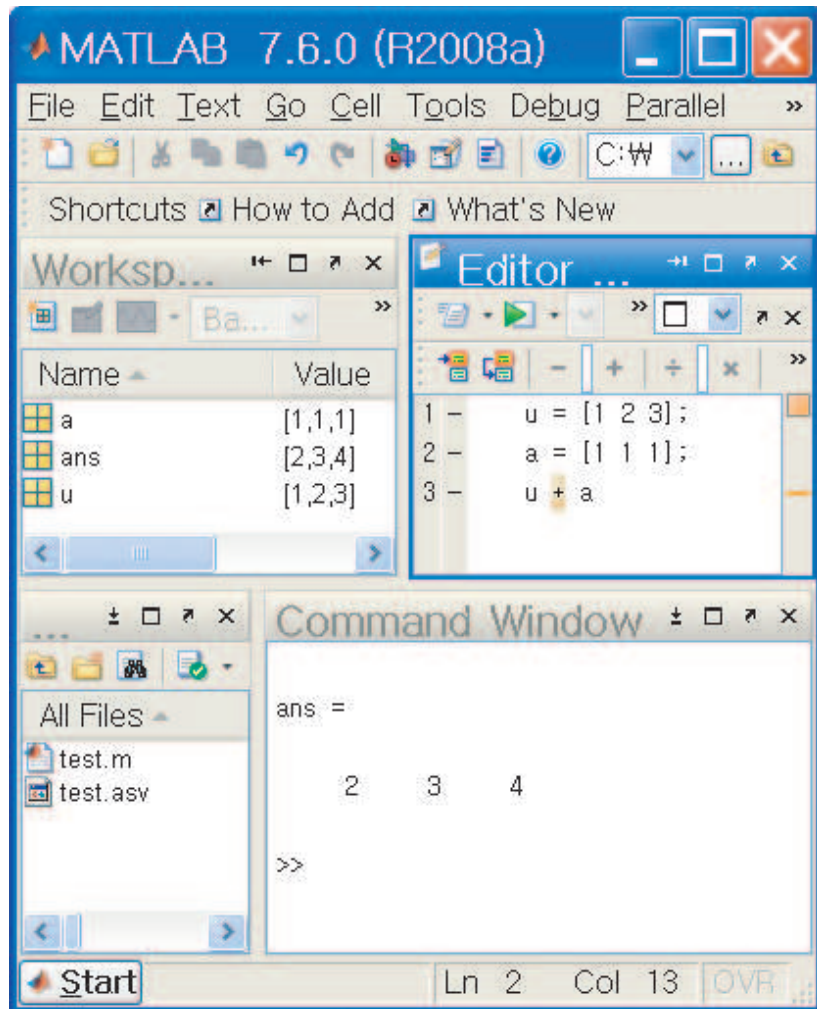 MATLAB 7.6.0 (R2008a)
File Edit Text Go Cell Tools Debug Parallel »
C:₩ ...
Shortcuts How to Add What's New
Worksp...
Ba... »
Name Value
a [1,1,1]
ans [2,3,4]
u [1,2,3]
Editor ...
»
− + ÷ × »
1 − u = [1 2 3];
2 − a = [1 1 1];
3 − u + a
...
All Files
test.m
test.asv
Command Window
ans =
2 3 4
>>
Start
Ln 2 Col 13 OVR